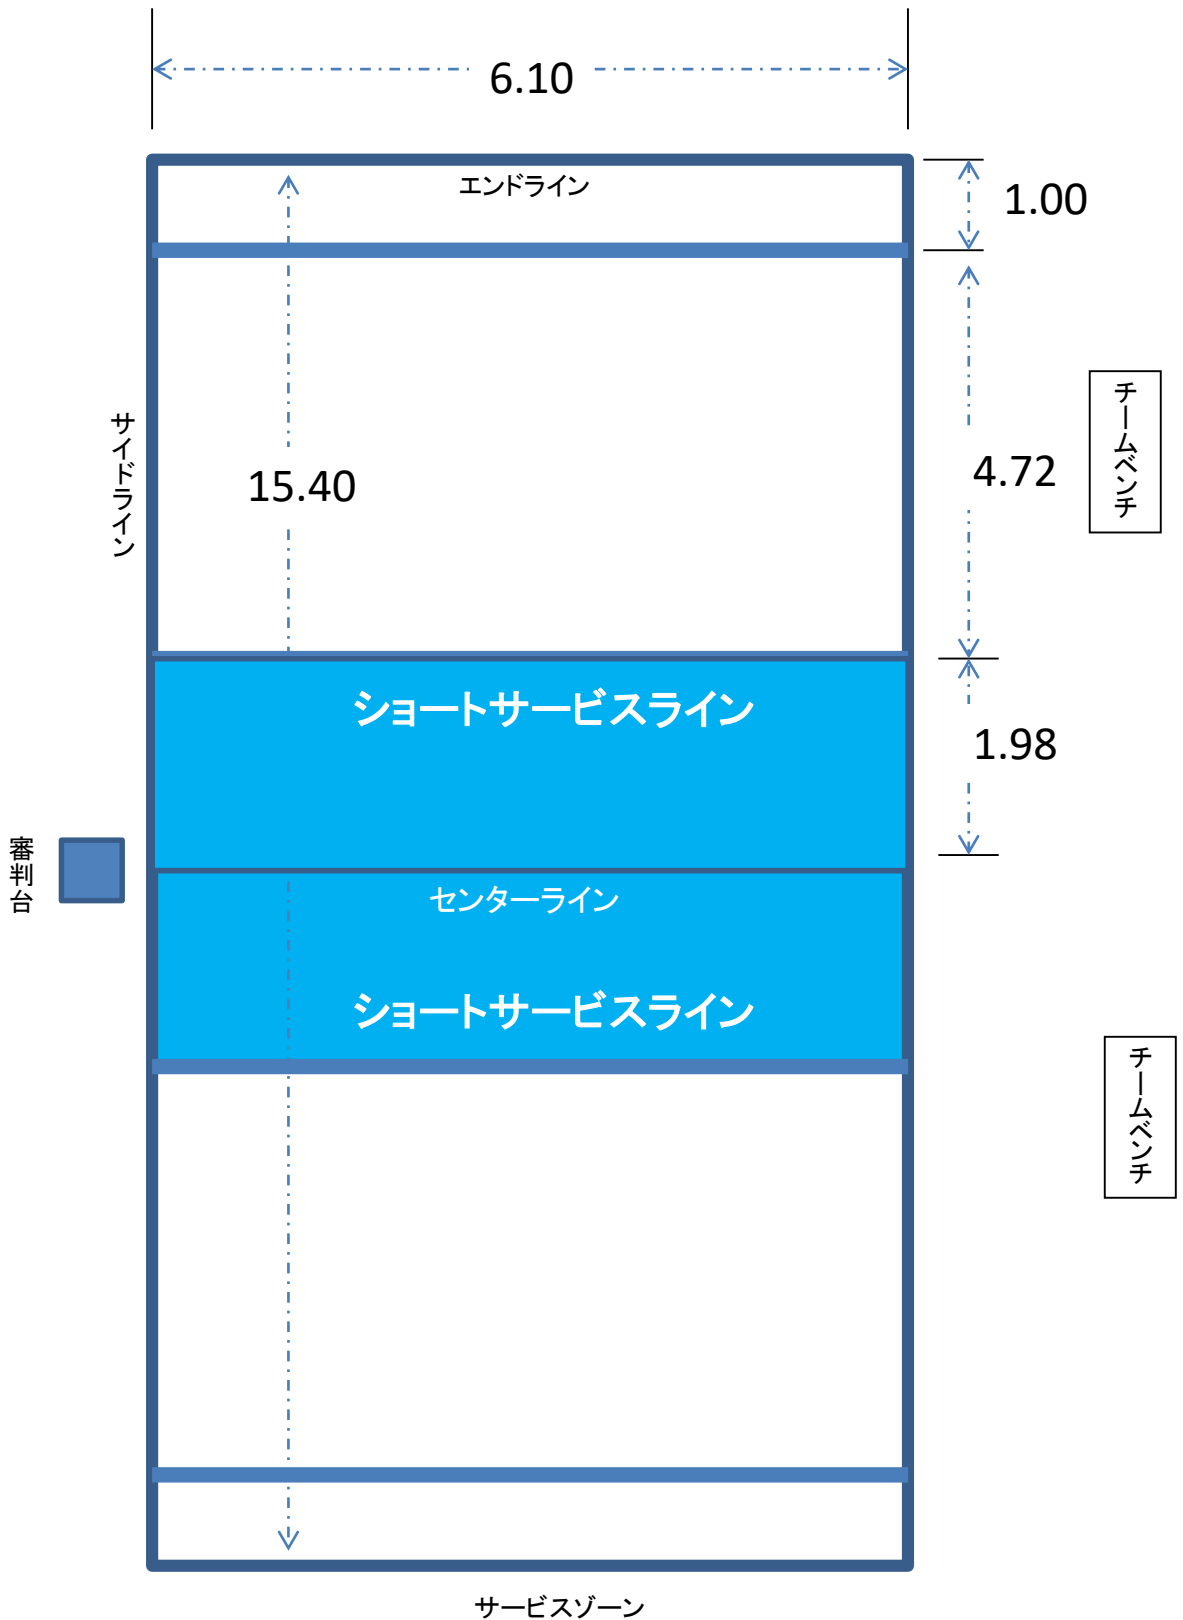 6.10
エンドライン
1.00
サイドライン
15.40
4.72
チームベンチ
ショートサービスライン
1.98
審判台
センターライン
ショートサービスライン
チームベンチ
サービスゾーン